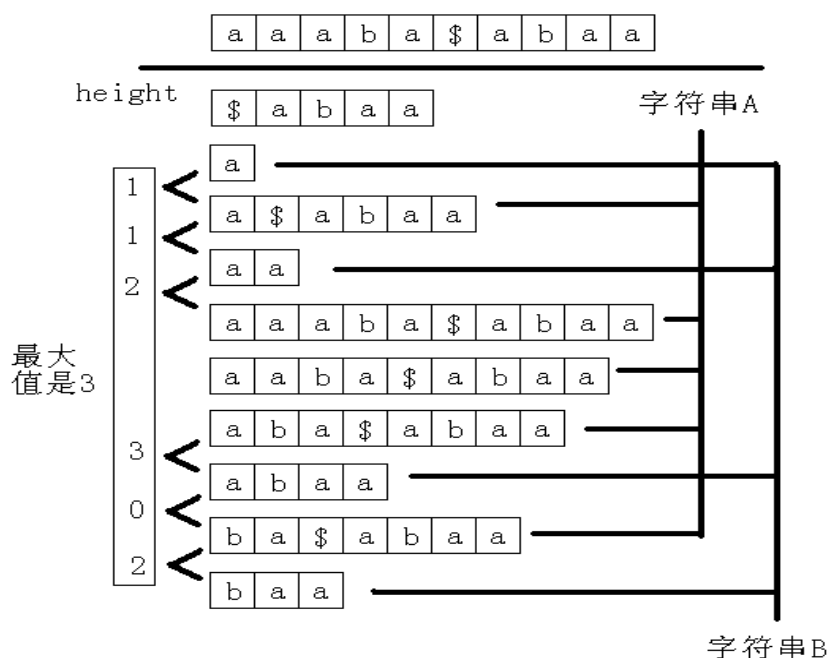 a a a b a $ a b a a
height
$ a b a a
字符串A
a
1
a $ a b a a
1
a a
2
a a a b a $ a b a a
最大
值是3
a a b a $ a b a a
a b a $ a b a a
3
a b a a
0
b a $ a b a a
2
b a a
字符串B